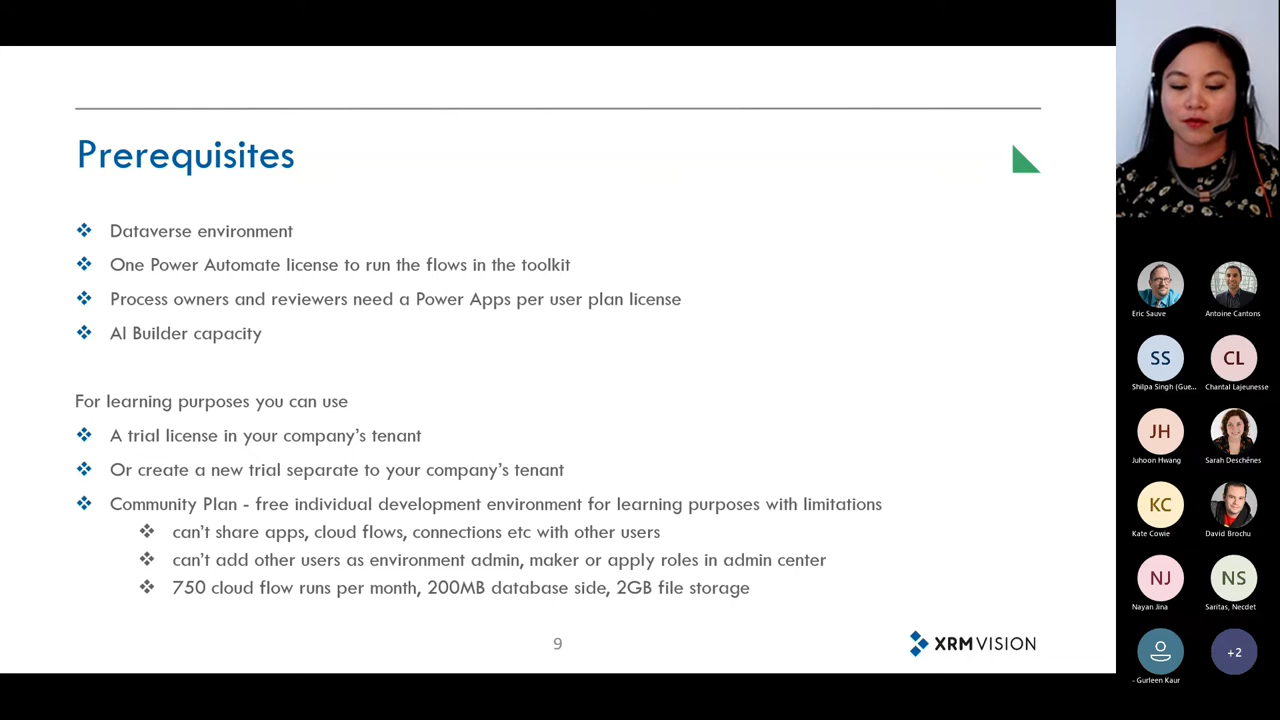 Prerequisites
Dataverse environment
One Power Automate license to run the flows in the toolkit
Process owners and reviewers need a Power Apps per user plan license
AI Builder capacity
For learning purposes you can use
A trial license in your company's tenant
Or create a new trial separate to your company's tenant
Community Plan - free individual development environment for learning purposes with limitations
can't share apps, cloud flows, connections etc with other users
can't add other users as environment admin, maker or apply roles in admin center
750 cloud flow runs per month, 200MB database side, 2GB file storage
9
XRM VISION
Eric Sauve
Antoine Cantons
SS
CL
Shilpa Singh (Gue...
Chantal Lajeunesse
JH
Juhoon Hwang
Sarah Deschênes
KC
Kate Cowie
David Brochu
NJ
NS
Nayan Jina
Saritas, Necdet
+2
- Gurleen Kaur